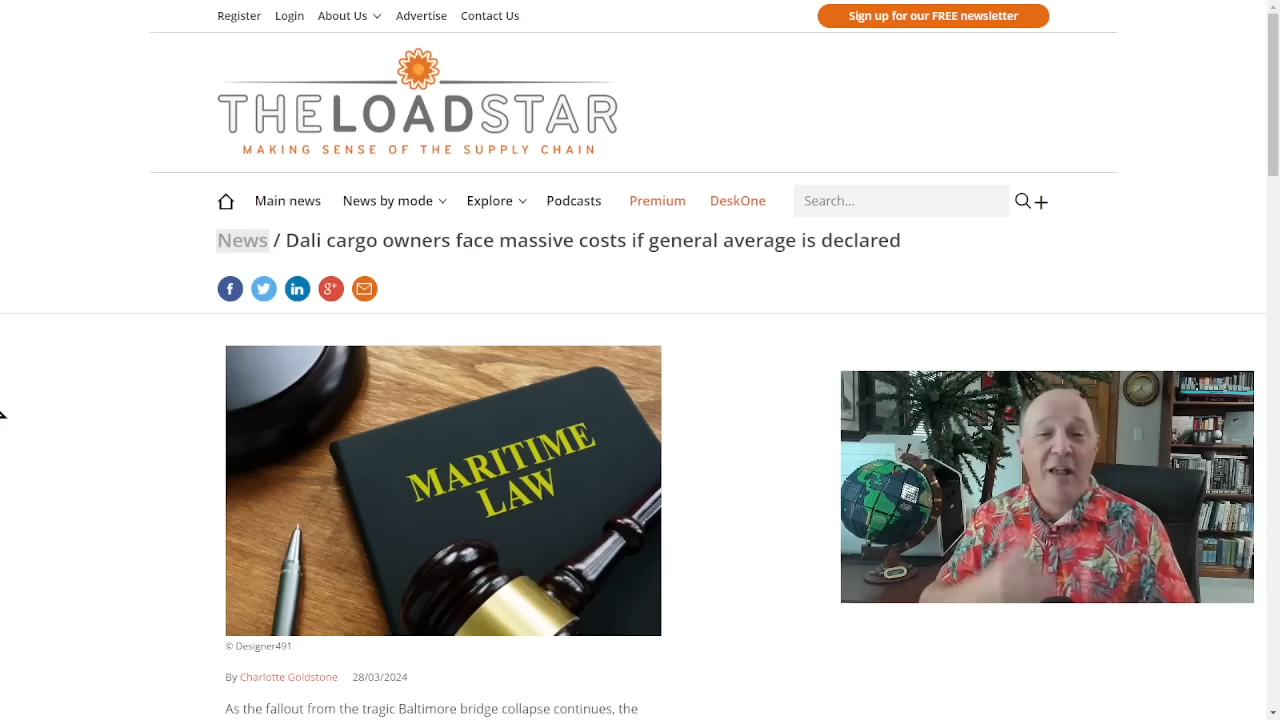 Register Login About Us Advertise Contact Us
Sign up for our FREE newsletter
THE LOADSTAR
MAKING SENSE OF THE SUPPLY CHAIN
Main news News by mode Explore Podcasts Premium DeskOne Search...
News / Dali cargo owners face massive costs if general average is declared
MARITIME
LAW
© Designer491
By Charlotte Goldstone 28/03/2024
As the fallout from the tragic Baltimore bridge collapse continues, the